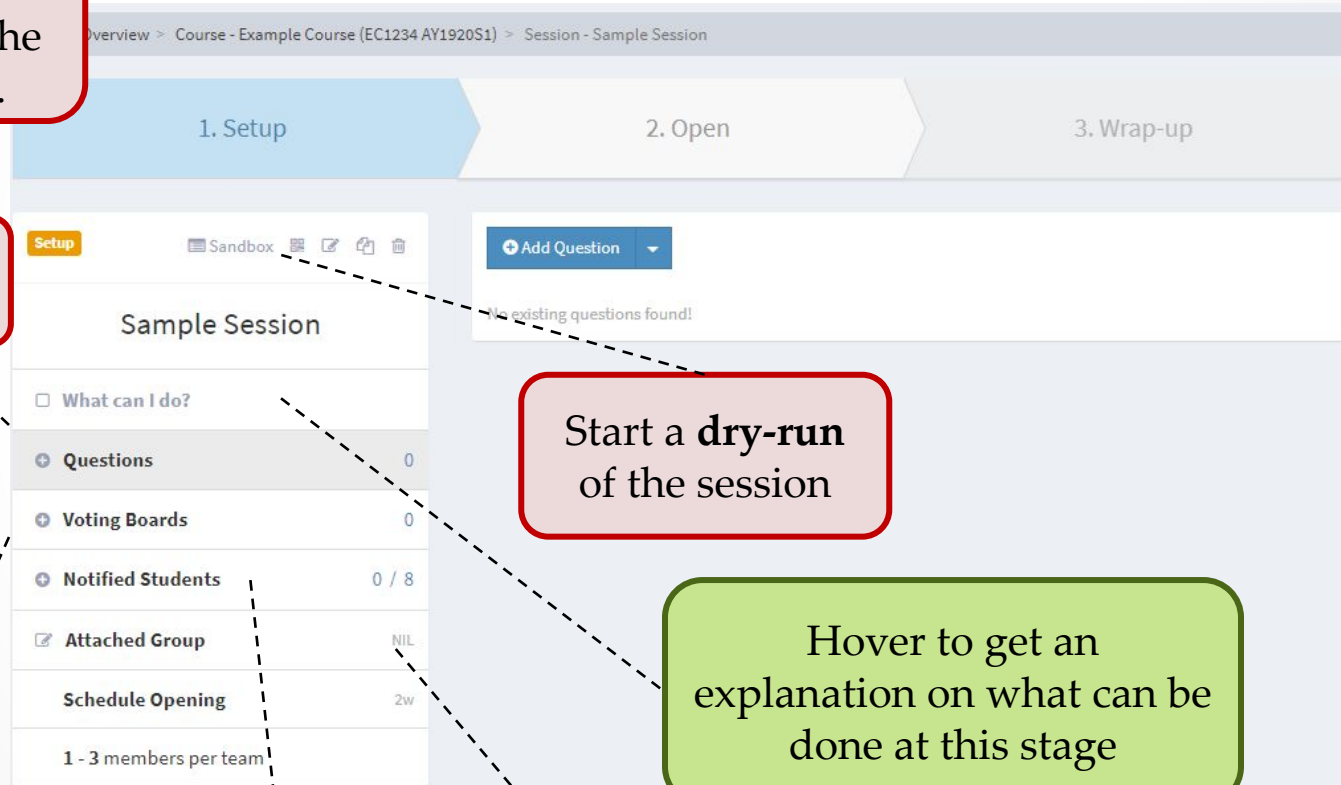 he
.
Overview > Course - Example Course (EC1234 AY1920S1) > Session - Sample Session
1. Setup
2. Open
3. Wrap-up
Setup
Sandbox
Add Question
No existing questions found!
Sample Session
What can I do?
Questions 0
Voting Boards 0
Notified Students 0 / 8
Attached Group NIL
Schedule Opening 2w
1 - 3 members per team
Start a dry-run
of the session
Hover to get an
explanation on what can be
done at this stage